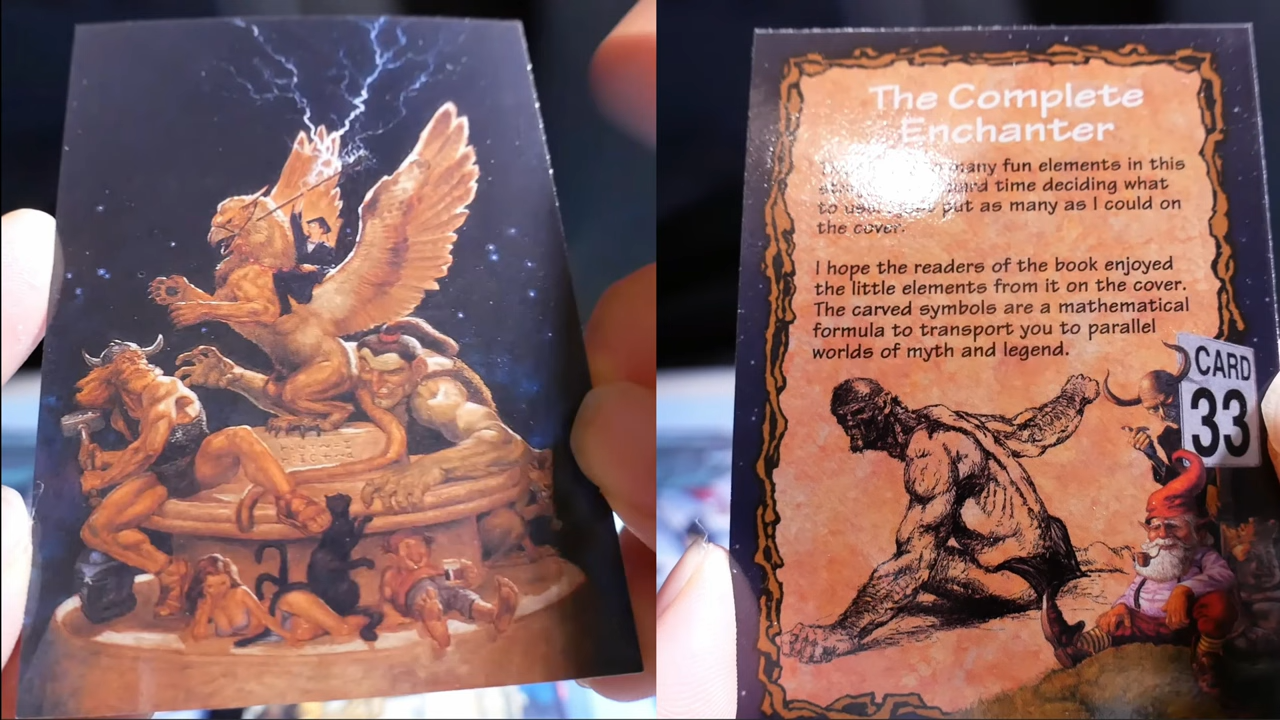 The Complete
Enchanter
many fun elements in this
time deciding what
to put as many as I could on
the cover.
I hope the readers of the book enjoyed
the little elements from it on the cover.
The carved symbols are a mathematical
formula to transport you to parallel
worlds of myth and legend.
CARD
33